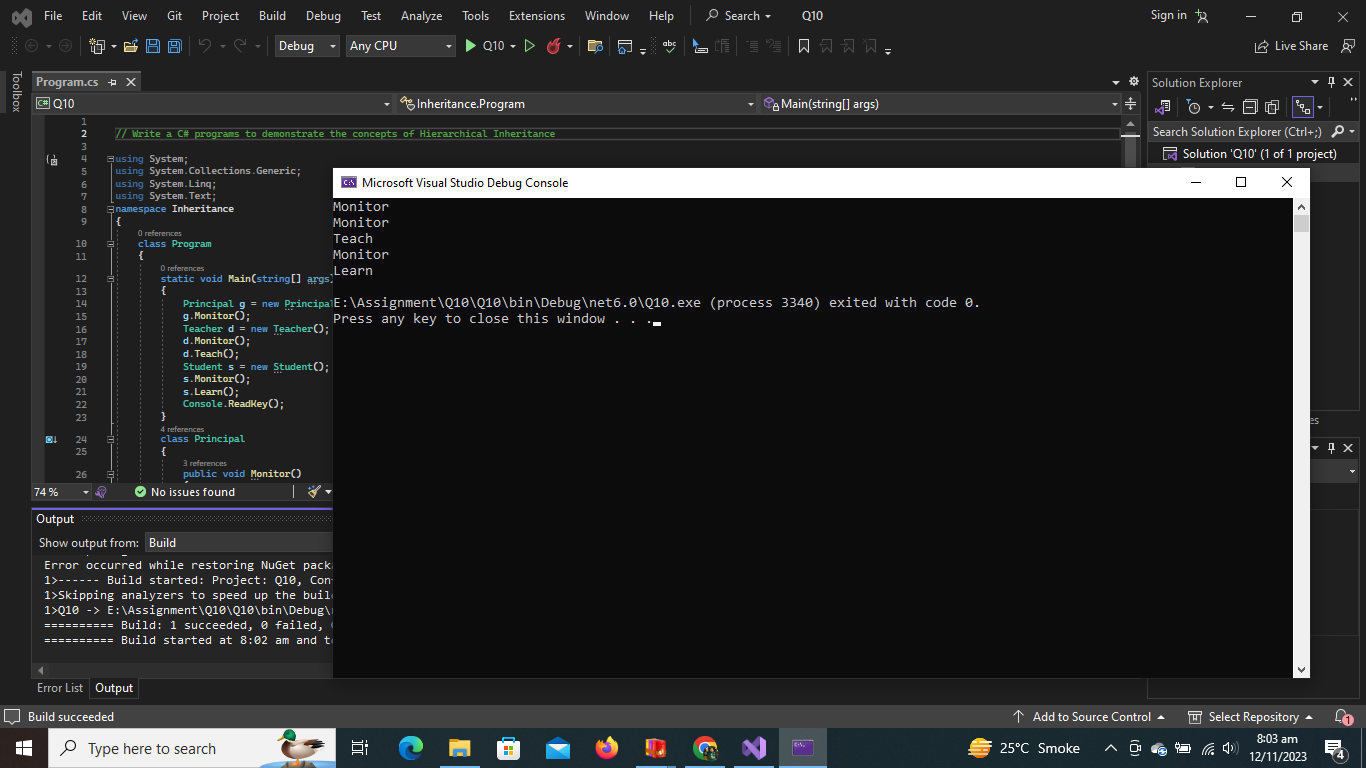 File Edit View Git Project Build Debug Test Analyze Tools Extensions Window Help Search Q10 Sign in
Debug Any CPU Q10 Live Share
Toolbox
Program.cs
Q10 Inheritance.Program Main(string[] args)
1
2 // Write a C# programs to demonstrate the concepts of Hierarchical Inheritance
3
4 using System;
5 using System.Collections.Generic;
6 using System.Linq;
7 using System.Text;
8 namespace Inheritance
9 {
0 references
10 class Program
11 {
0 references
12 static void Main(string[] args)
13 {
14 Principal g = new Principal
15 g.Monitor();
16 Teacher d = new Teacher();
17 d.Monitor();
18 d.Teach();
19 Student s = new Student();
20 s.Monitor();
21 s.Learn();
22 Console.ReadKey();
23 }
4 references
24 class Principal
25 {
3 references
26 public void Monitor()
74 % No issues found
Output
Show output from: Build
Error occurred while restoring NuGet pack
1>------ Build started: Project: Q10, Con
1>Skipping analyzers to speed up the buil
1>Q10 -> E:\Assignment\Q10\Q10\bin\Debug\
========== Build: 1 succeeded, 0 failed,
========== Build started at 8:02 am and t
Error List Output
Microsoft Visual Studio Debug Console
Monitor
Monitor
Teach
Monitor
Learn
E:\Assignment\Q10\Q10\bin\Debug\net6.0\Q10.exe (process 3340) exited with code 0.
Press any key to close this window . . .
Solution Explorer
Search Solution Explorer (Ctrl+;)
Solution 'Q10' (1 of 1 project)
es
Build succeeded Add to Source Control Select Repository 1
Type here to search 25°C Smoke 8:03 am 4
12/11/2023